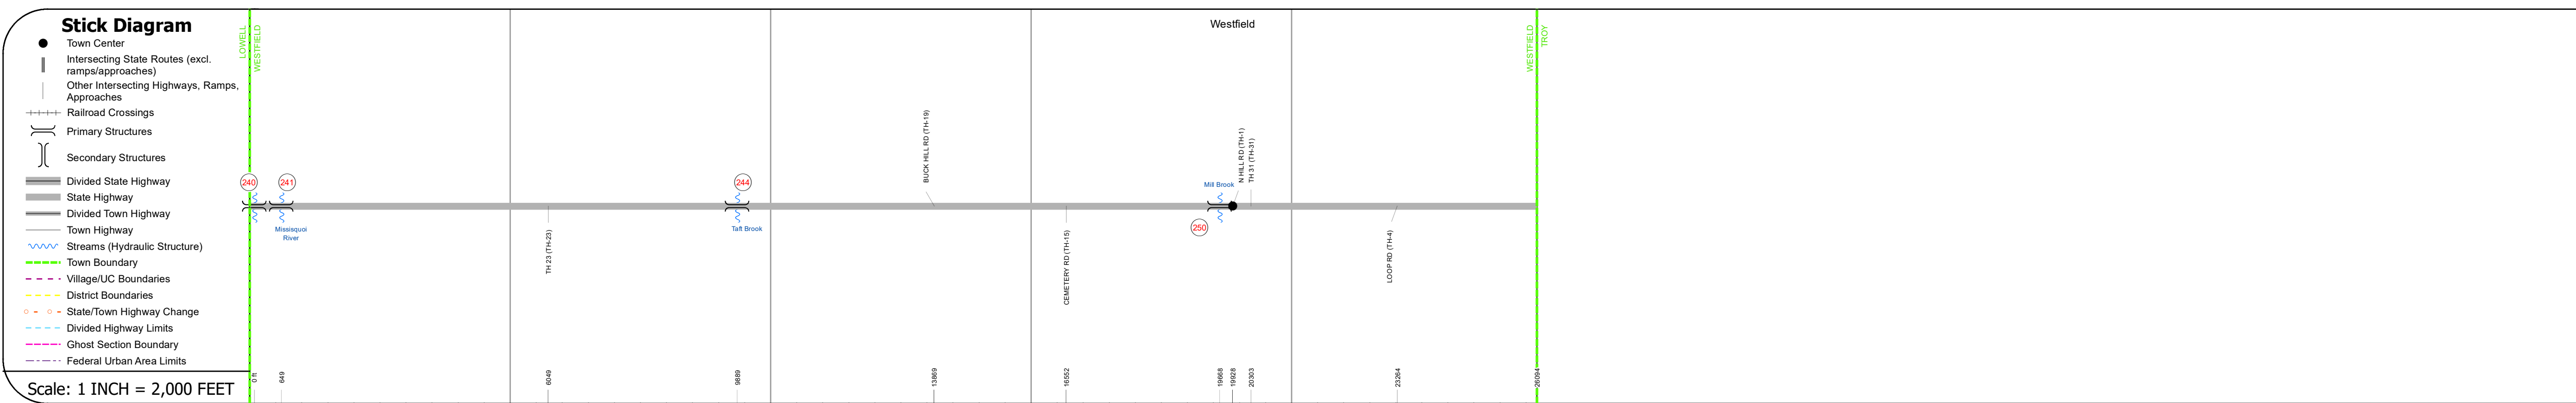 Stick Diagram
Town Center
Intersecting State Routes (excl.
ramps/approaches)
Other Intersecting Highways, Ramps,
Approaches
Railroad Crossings
Primary Structures
Secondary Structures
Divided State Highway
State Highway
Divided Town Highway
Town Highway
Streams (Hydraulic Structure)
Town Boundary
Village/UC Boundaries
District Boundaries
State/Town Highway Change
Divided Highway Limits
Ghost Section Boundary
Federal Urban Area Limits
Scale: 1 INCH = 2,000 FEET
LOWELL
WESTFIELD
Westfield
WESTFIELD
TROY
240
241
244
250
Missisquoi
River
TH 23 (TH-23)
Taft Brook
BUCK HILL RD (TH-19)
CEMETERY RD (TH-15)
Mill Brook
N HILL RD (TH-1)
TH 31 (TH-31)
LOOP RD (TH-4)
0 ft
649
6049
9889
13869
16552
19668
19928
20303
23264
26094